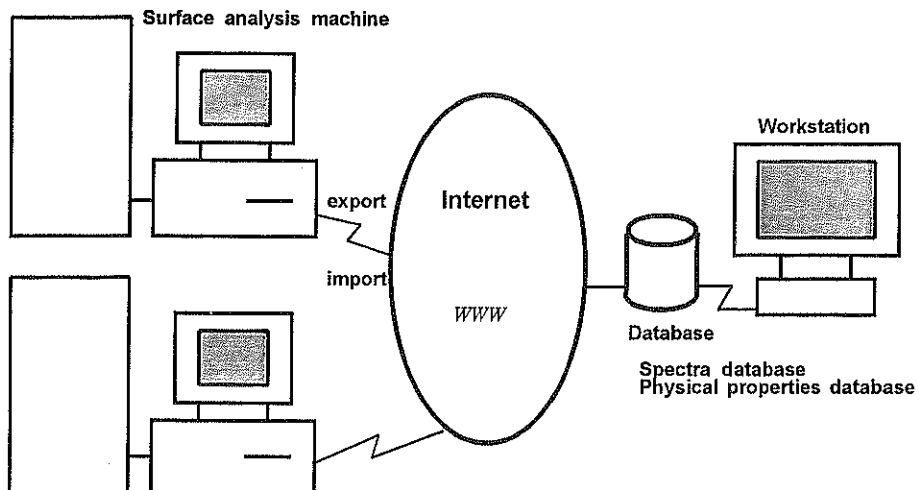 Surface analysis machine
Workstation
export
Internet
import
WWW
Database
Spectra database
Physical properties database